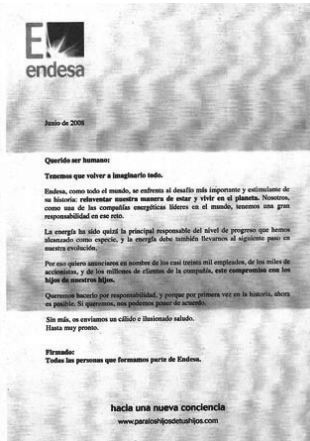 endesa
Junio de 2008
Querido ser humano:
Tenemos que volver a imaginarlo todo.
Endesa, como todo el mundo, se enfrenta al desafío más importante y estimulante de
su historia: reinventar nuestra manera de estar y vivir en el planeta. Nosotros,
como una de las compañías energéticas líderes en el mundo, tenemos una gran
responsabilidad en ese reto.
La energía ha sido quizá la principal responsable del nivel de progreso que hemos
alcanzado como especie, y la energía debe también llevarnos al siguiente paso en
nuestra evolución.
Por eso quiero anunciaros en nombre de los casi treinta mil empleados, de los miles de
accionistas, y de los millones de clientes de la compañía, este compromiso con los
hijos de nuestros hijos.
Queremos hacerlo por responsabilidad, y porque por primera vez en la historia, ahora
es posible. Si queremos, nos podemos poner de acuerdo.
Sin más, os enviamos un cálido e ilusionado saludo.
Hasta muy pronto.
Firmado:
Todas las personas que formamos parte de Endesa.
hacia una nueva conciencia
www.paraloshijosdetushijos.com